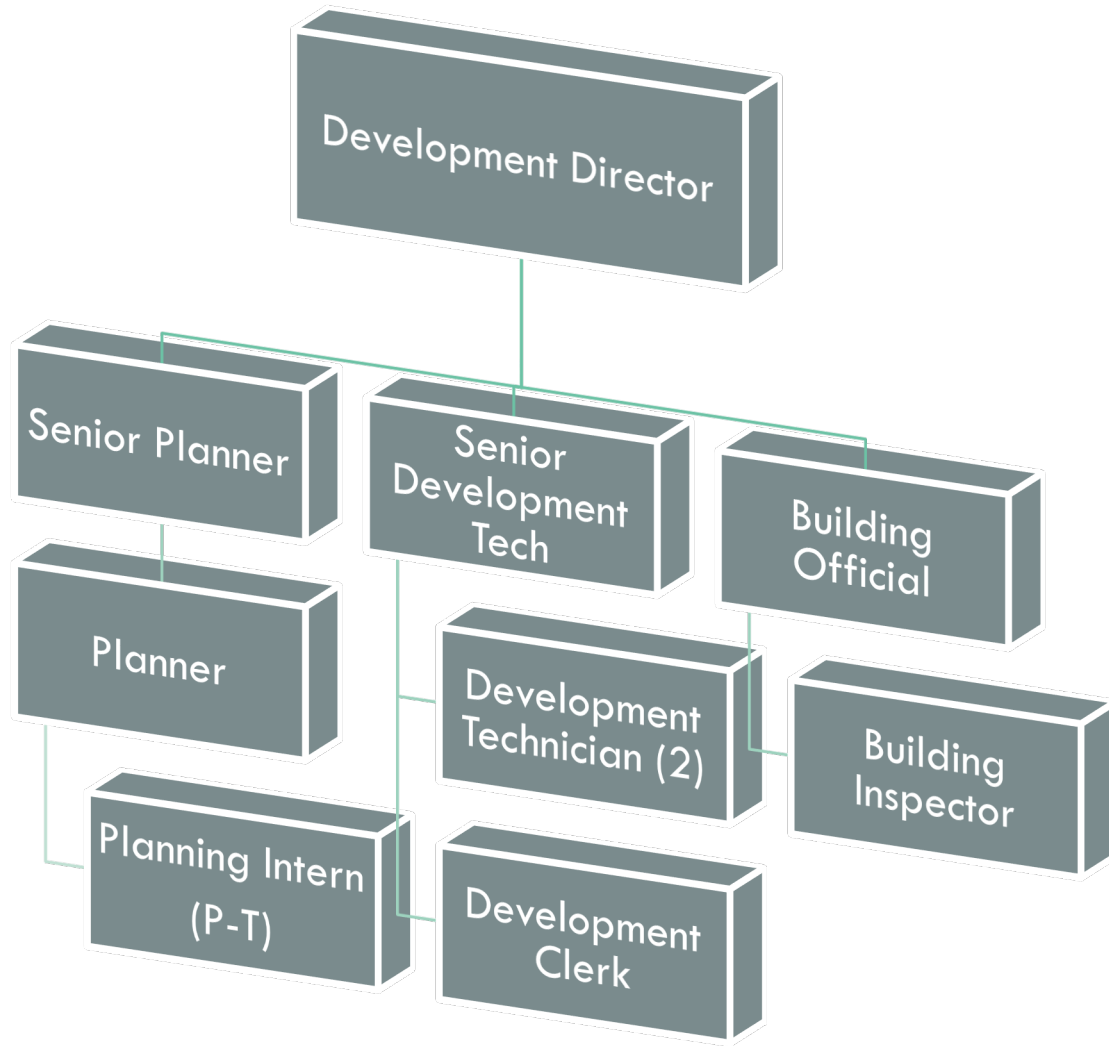 Development Director
Senior Planner
Senior
Development
Tech
Building
Official
Planner
Development
Technician (2)
Building
Inspector
Planning Intern
(P-T)
Development
Clerk